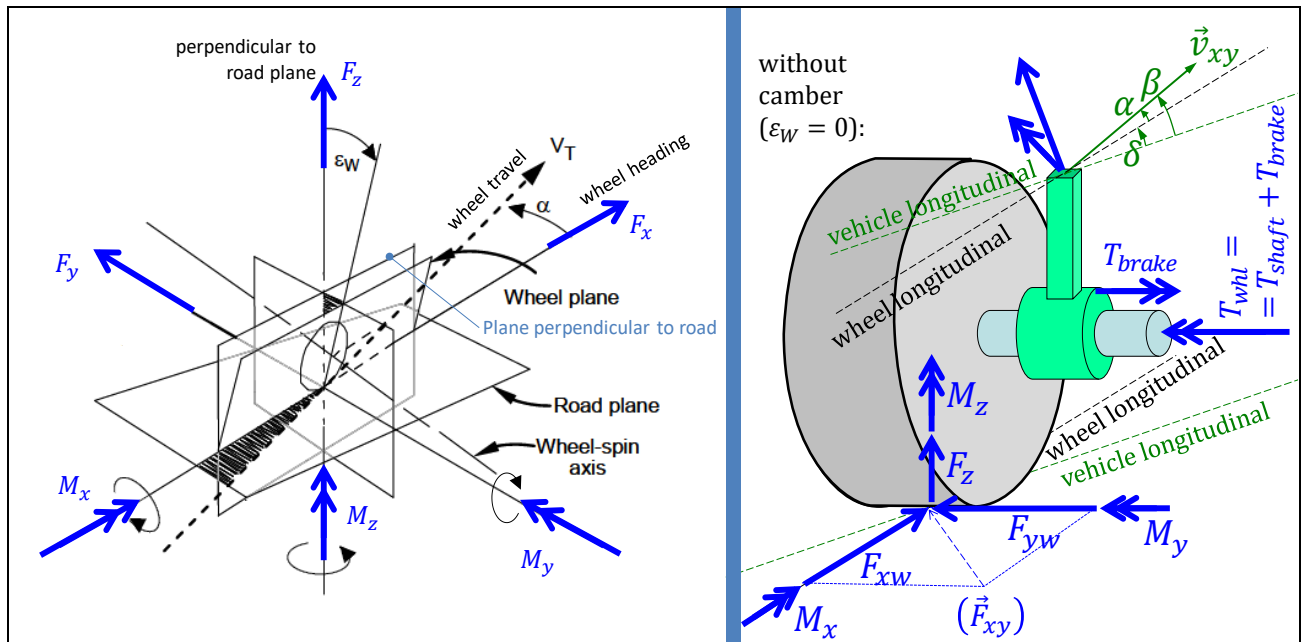 perpendicular to
road plane
F_z
ε_W
V_T
wheel travel
wheel heading
α
F_x
F_y
Wheel plane
Plane perpendicular to road
Road plane
Wheel-spin
axis
M_x
M_z
M_y
without
camber
(ε_W = 0):
v⃗_xy
α β
δ
vehicle longitudinal
wheel longitudinal
T_brake
T_whl =
= T_shaft + T_brake
M_z
F_z
wheel longitudinal
vehicle longitudinal
F_yw
M_y
F_xw
M_x
(F⃗_xy)